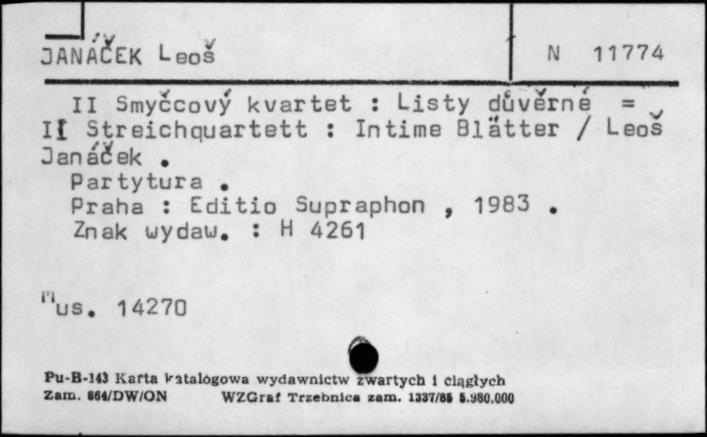 JANÁČEK Leoš N 11774
II Smyčcový kvartet : Listy důvěrné =
II Streichquartett : Intime Blätter / Leoš
Janáček .
Partytura .
Praha : Editio Supraphon , 1983 .
Znak wydaw. : H 4261
Mus. 14270
Pu-B-143 Karta katalogowa wydawnictw zwartych i ciągłych
Zam. 864/DW/ON WZGraf Trzebnica zam. 1337/85 5.980.000